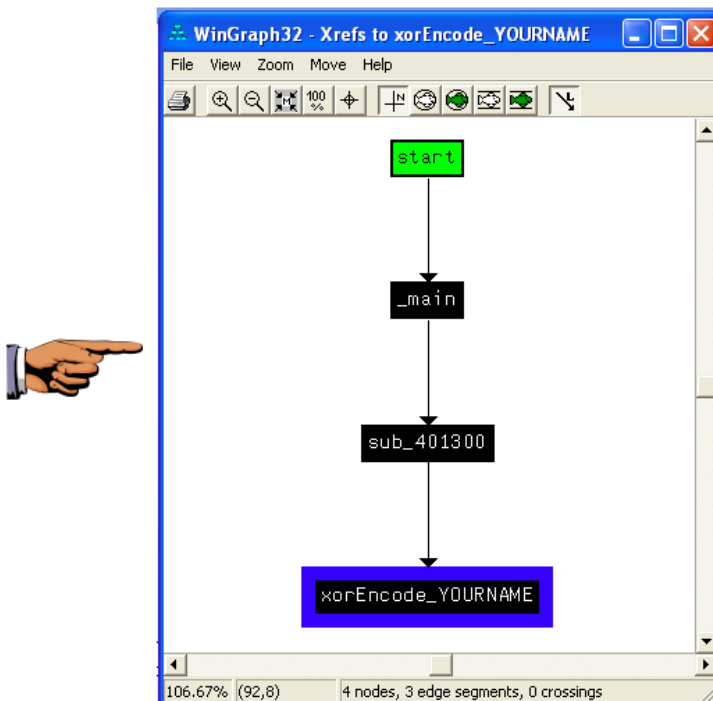 WinGraph32 - Xrefs to xorEncode_YOURNAME
File View Zoom Move Help
M 100 % N
start
_main
sub_401300
xorEncode_YOURNAME
106.67% (92,8) 4 nodes, 3 edge segments, 0 crossings